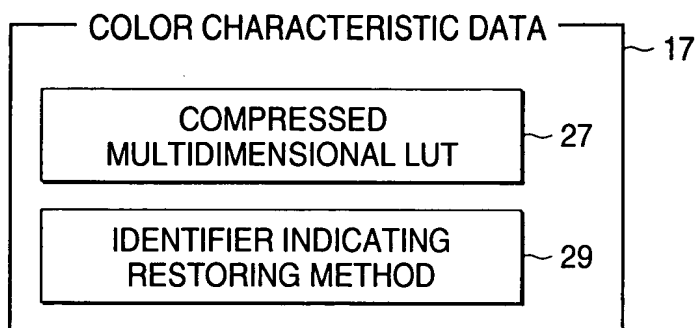 COLOR CHARACTERISTIC DATA
17
COMPRESSED
MULTIDIMENSIONAL LUT
27
IDENTIFIER INDICATING
RESTORING METHOD
29